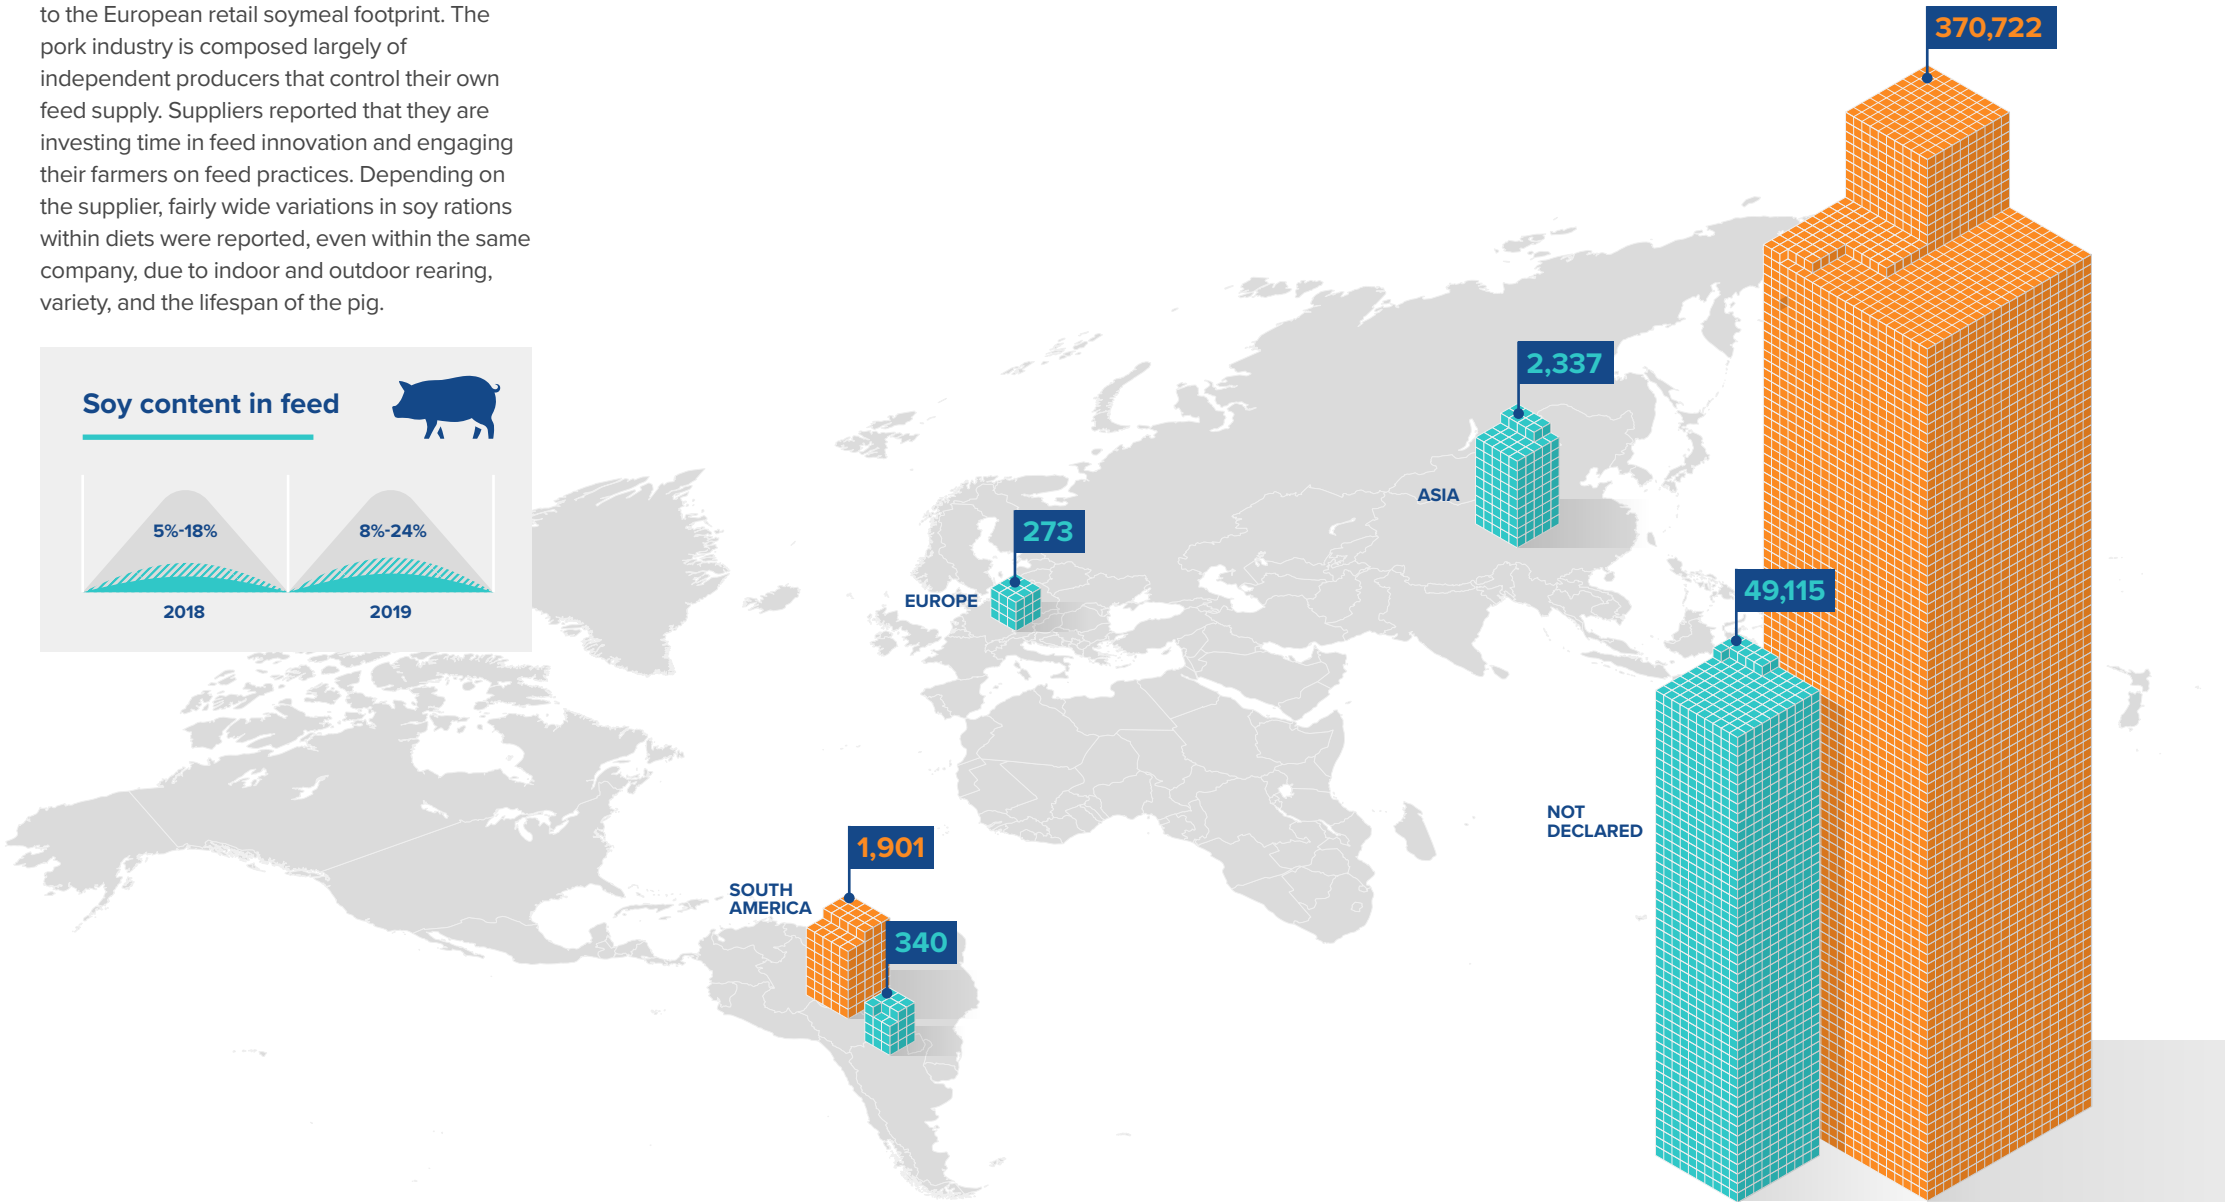 to the European retail soymeal footprint. The
pork industry is composed largely of
independent producers that control their own
feed supply. Suppliers reported that they are
investing time in feed innovation and engaging
their farmers on feed practices. Depending on
the supplier, fairly wide variations in soy rations
within diets were reported, even within the same
company, due to indoor and outdoor rearing,
variety, and the lifespan of the pig.
Soy content in feed
5%-18%
8%-24%
2018
2019
370,722
2,337
ASIA
273
EUROPE
49,115
NOT
DECLARED
1,901
SOUTH
AMERICA
340